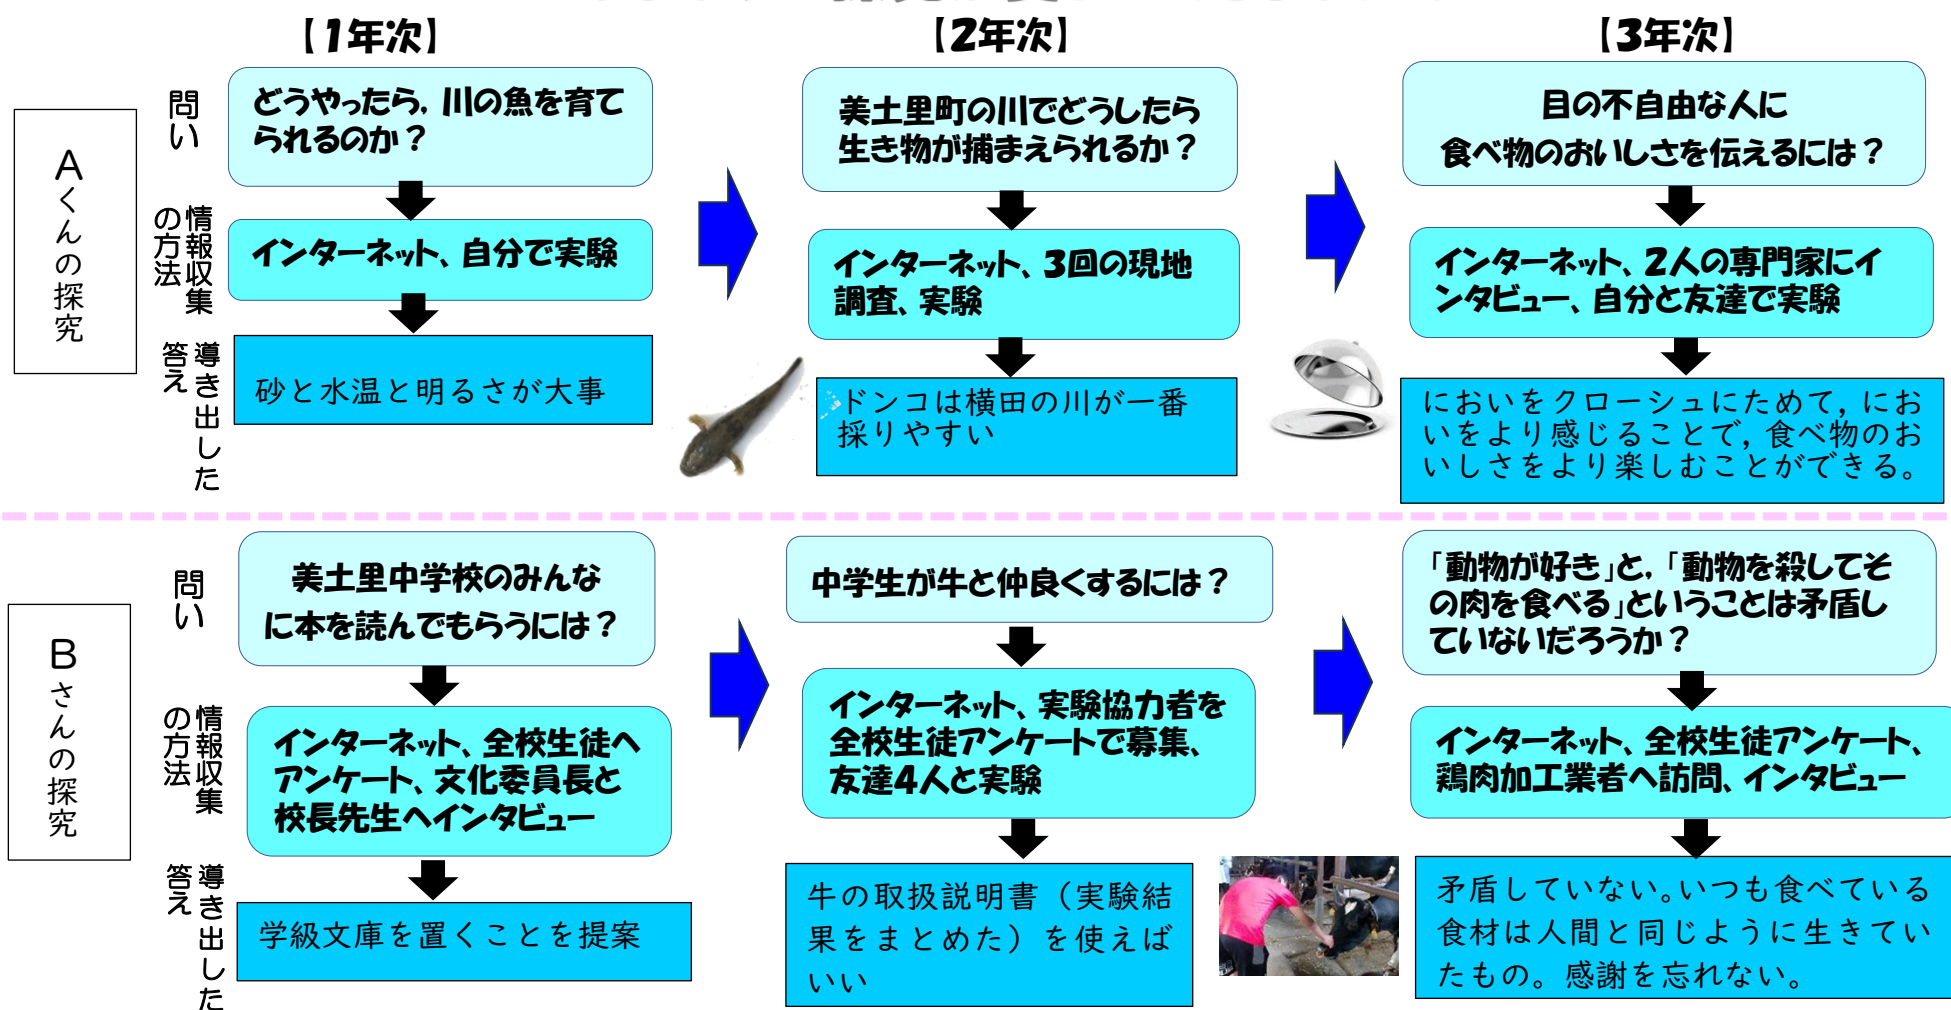 【1年次】
【2年次】
【3年次】
Aくんの探究
問い
どうやったら，川の魚を育て
られるのか？
美土里町の川でどうしたら
生き物が捕まえられるか？
目の不自由な人に
食べ物のおいしさを伝えるには？
情報収集
の方法
インターネット、自分で実験
インターネット、3回の現地
調査、実験
インターネット、2人の専門家にイ
ンタビュー、自分と友達で実験
導き出した
答え
砂と水温と明るさが大事
ドンコは横田の川が一番
採りやすい
においをクローシュにためて，にお
いをより感じることで，食べ物のお
いしさをより楽しむことができる。
Bさんの探究
問い
美土里中学校のみんな
に本を読んでもらうには？
中学生が牛と仲良くするには？
「動物が好き」と，「動物を殺してそ
の肉を食べる」ということは矛盾し
ていないだろうか？
情報収集
の方法
インターネット、全校生徒へ
アンケート、文化委員長と
校長先生へインタビュー
インターネット、実験協力者を
全校生徒アンケートで募集、
友達4人と実験
インターネット、全校生徒アンケート、
鶏肉加工業者へ訪問、インタビュー
導き出した
答え
学級文庫を置くことを提案
牛の取扱説明書（実験結
果をまとめた）を使えば
いい
矛盾していない。いつも食べている
食材は人間と同じように生きてい
たもの。感謝を忘れない。